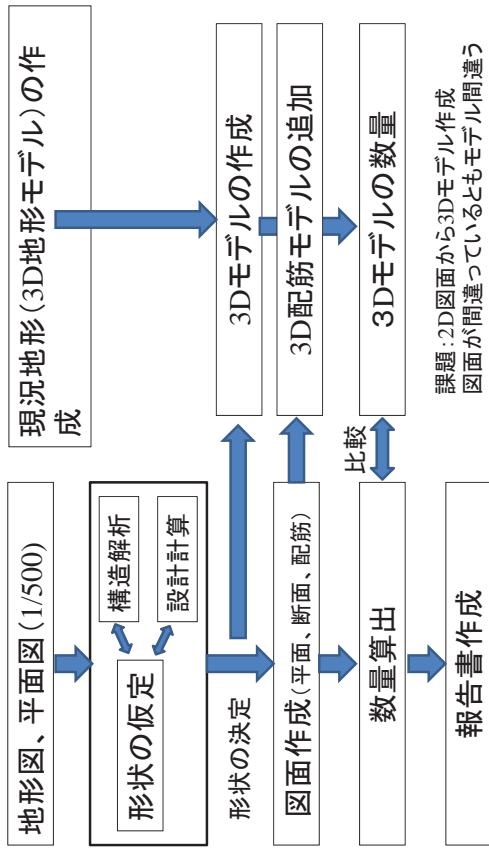 地形図、平面図(1/500)
形状の仮定
構造解析
設計計算
形状の決定
図面作成(平面、断面、配筋)
数量算出
報告書作成
比較
現況地形(3D地形モデル)の作
成
3Dモデルの作成
3D配筋モデルの追加
3Dモデルの数量
課題:2D図面から3Dモデル作成
図面が間違っているともモデル間違う